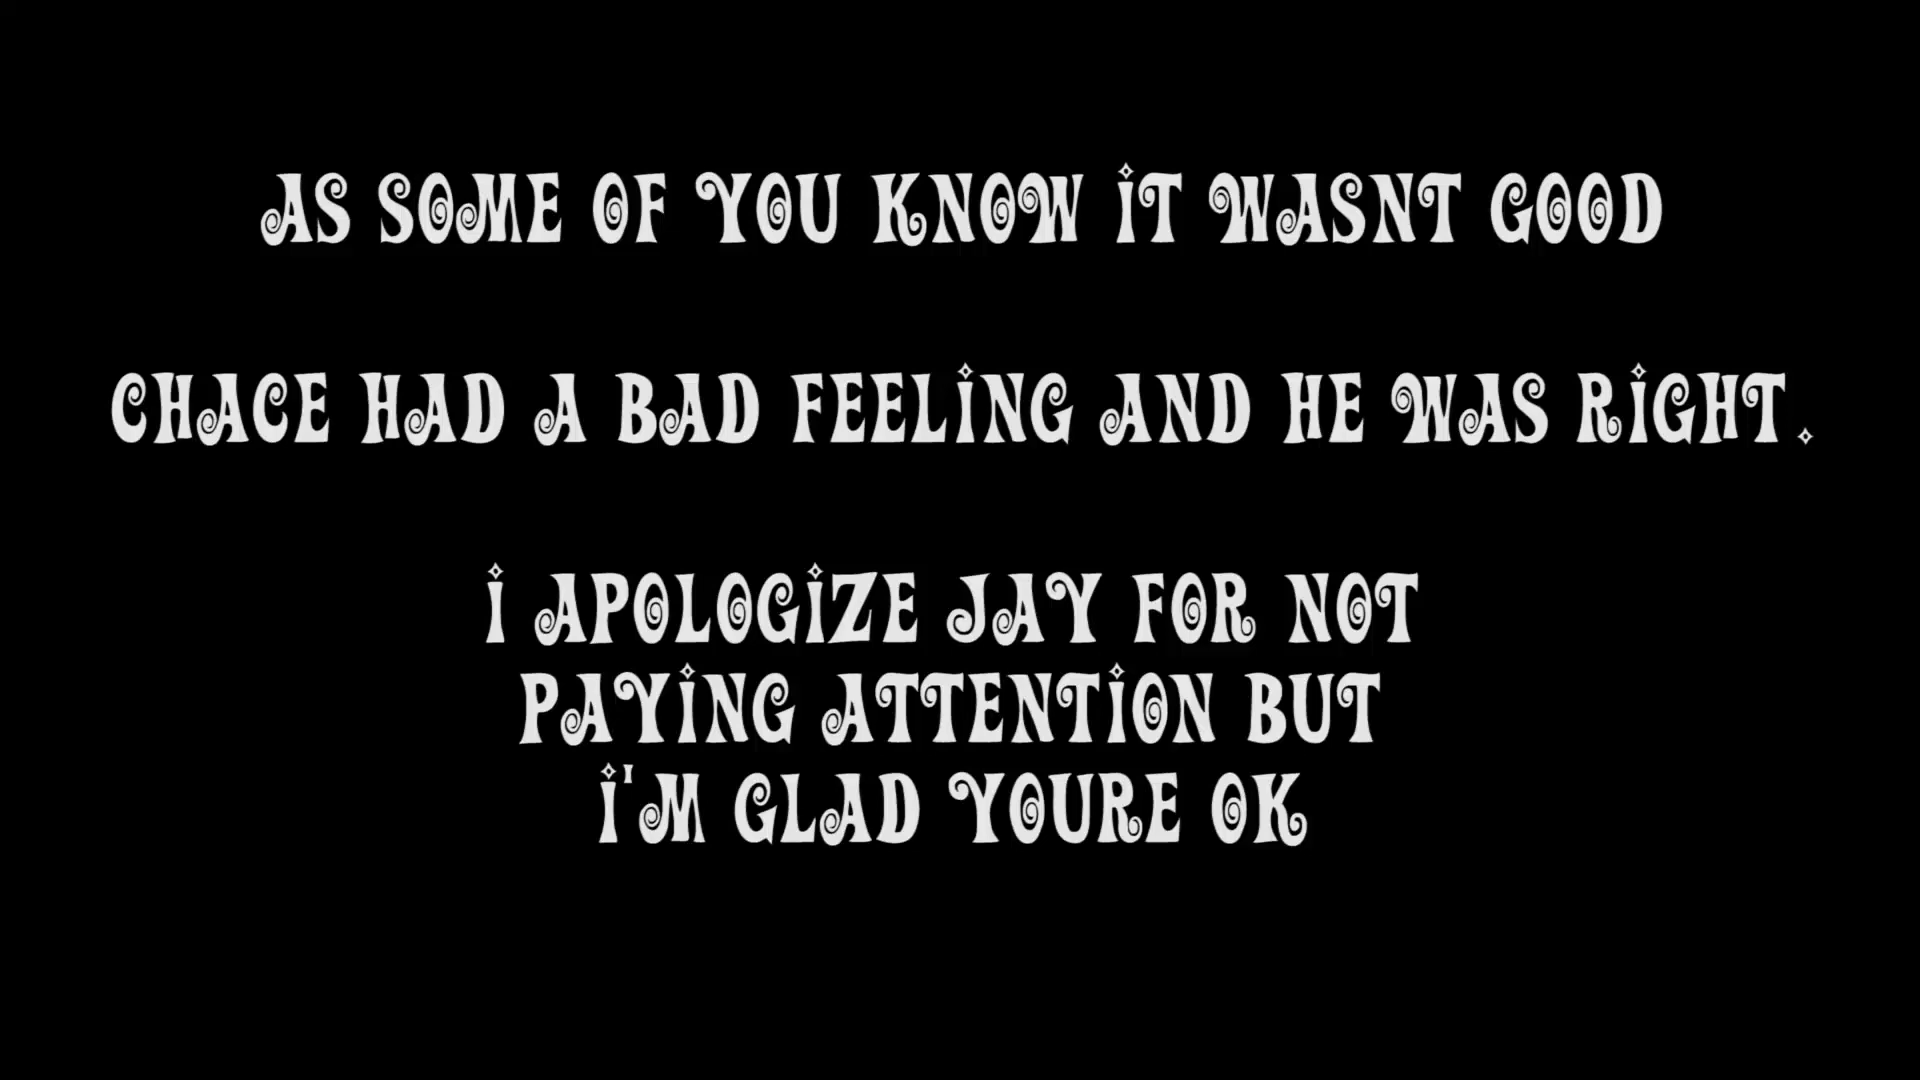 AS SOME OF YOU KNOW iT WASNT GOOD
CHACE HAD A BAD FEELiNG AND HE WAS RiGHT.
i APOLOGiZE JAY FOR NOT
PAYiNG ATTENTiON BUT
i'M GLAD YOURE OK